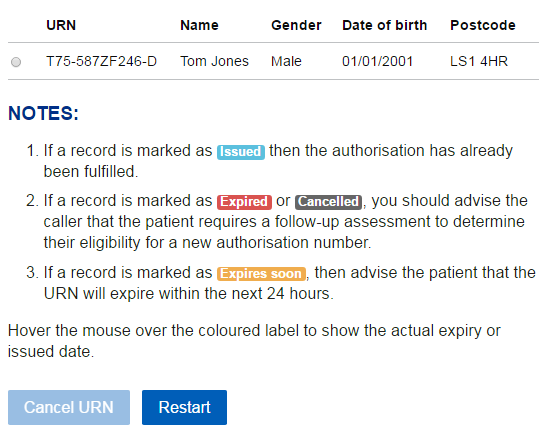 URN Name Gender Date of birth Postcode
T75-587ZF246-D Tom Jones Male 01/01/2001 LS1 4HR
NOTES:
1. If a record is marked as Issued then the authorisation has already
been fulfilled.
2. If a record is marked as Expired or Cancelled, you should advise the
caller that the patient requires a follow-up assessment to determine
their eligibility for a new authorisation number.
3. If a record is marked as Expires soon, then advise the patient that the
URN will expire within the next 24 hours.
Hover the mouse over the coloured label to show the actual expiry or
issued date.
Cancel URN Restart